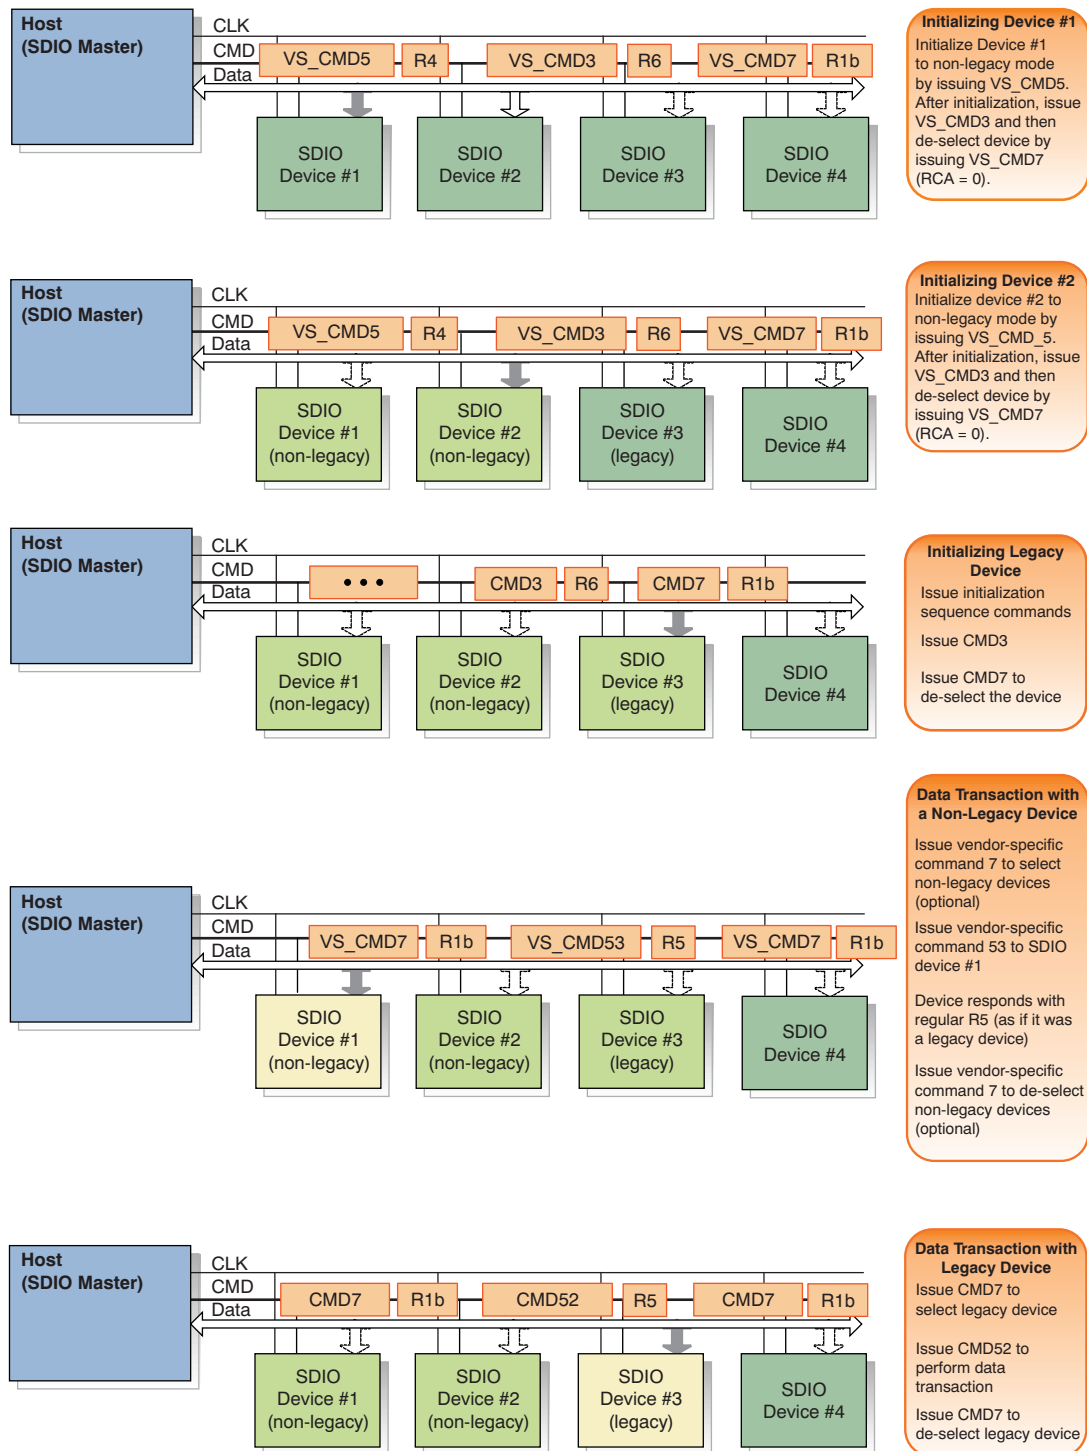 Host
(SDIO Master)
CLK
CMD
Data
VS_CMD5
R4
VS_CMD3
R6
VS_CMD7
R1b
SDIO
Device #1
SDIO
Device #2
SDIO
Device #3
SDIO
Device #4
Initializing Device #1
Initialize Device #1
to non-legacy mode
by issuing VS_CMD5.
After initialization, issue
VS_CMD3 and then
de-select device by
issuing VS_CMD7
(RCA = 0).
Host
(SDIO Master)
CLK
CMD
Data
VS_CMD5
R4
VS_CMD3
R6
VS_CMD7
R1b
SDIO
Device #1
(non-legacy)
SDIO
Device #2
(non-legacy)
SDIO
Device #3
(legacy)
SDIO
Device #4
Initializing Device #2
Initialize device #2 to
non-legacy mode by
issuing VS_CMD_5.
After initialization, issue
VS_CMD3 and then
de-select device by
issuing VS_CMD7
(RCA = 0).
Host
(SDIO Master)
CLK
CMD
Data
• • •
CMD3
R6
CMD7
R1b
SDIO
Device #1
(non-legacy)
SDIO
Device #2
(non-legacy)
SDIO
Device #3
(legacy)
SDIO
Device #4
Initializing Legacy
Device
Issue initialization
sequence commands
Issue CMD3
Issue CMD7 to
de-select the device
Host
(SDIO Master)
CLK
CMD
Data
VS_CMD7
R1b
VS_CMD53
R5
VS_CMD7
R1b
SDIO
Device #1
(non-legacy)
SDIO
Device #2
(non-legacy)
SDIO
Device #3
(legacy)
SDIO
Device #4
Data Transaction with
a Non-Legacy Device
Issue vendor-specific
command 7 to select
non-legacy devices
(optional)
Issue vendor-specific
command 53 to SDIO
device #1
Device responds with
regular R5 (as if it was
a legacy device)
Issue vendor-specific
command 7 to de-select
non-legacy devices
(optional)
Host
(SDIO Master)
CLK
CMD
Data
CMD7
R1b
CMD52
R5
CMD7
R1b
SDIO
Device #1
(non-legacy)
SDIO
Device #2
(non-legacy)
SDIO
Device #3
(legacy)
SDIO
Device #4
Data Transaction with
Legacy Device
Issue CMD7 to
select legacy device
Issue CMD52 to
perform data
transaction
Issue CMD7 to
de-select legacy device